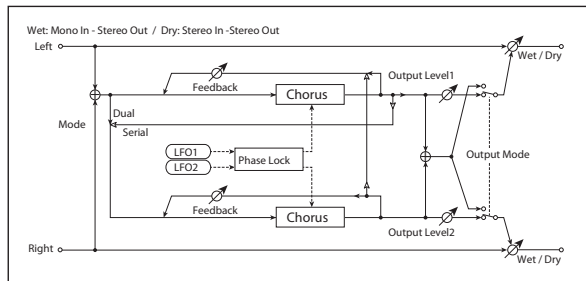 Wet: Mono In - Stereo Out / Dry: Stereo In -Stereo Out
Left
Wet / Dry
Output Level1
Feedback
Chorus
Mode
Dual
Serial
LFO1
LFO2
Phase Lock
Output Mode
Feedback
Chorus
Output Level2
Right
Wet / Dry